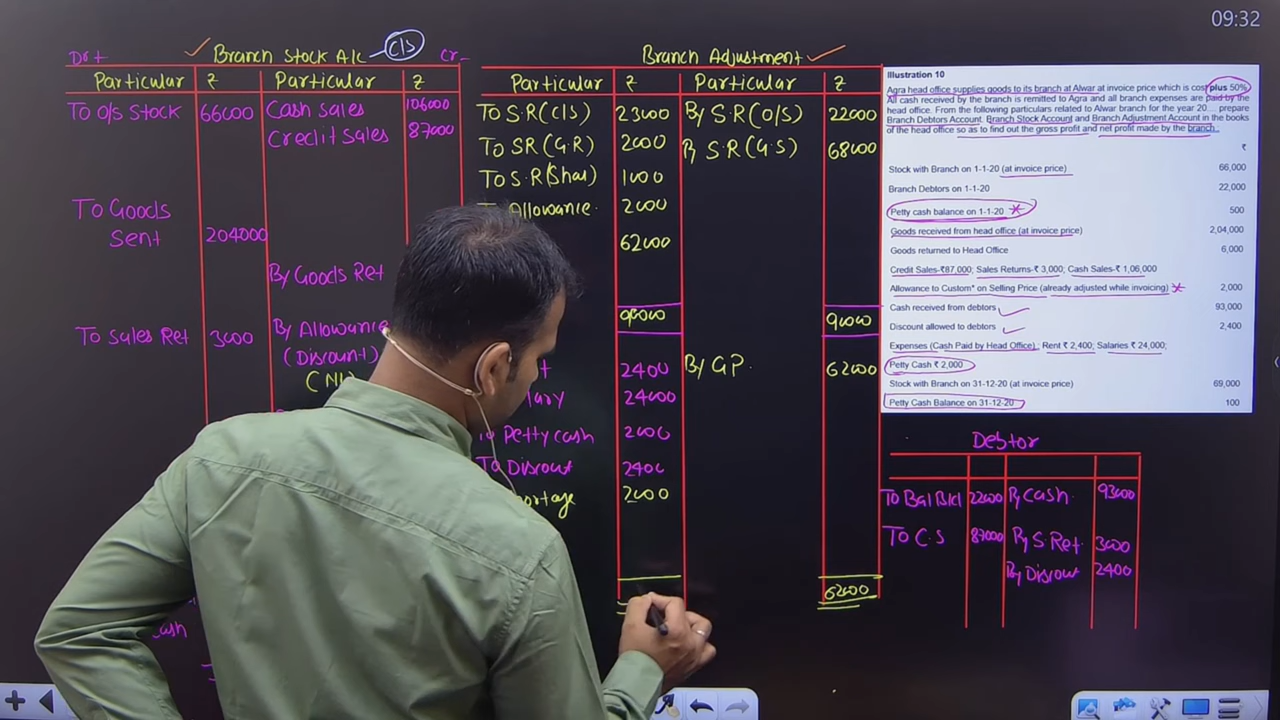 09:32
Branch Stock A/c C/S
Dr +
Cr -
Particular ₹ Particular ₹
To O/s Stock 66000 Cash Sales 106000
Credit Sales 87000
To Goods
Sent 204000
By Goods Ret
To Sales Ret 3000 By Allowance
(Discount)
Branch Adjustment
Particular ₹ Particular ₹
To S.R (C/S) 23000 By S.R (O/S) 22000
To SR (G.R) 2000 By S.R (G.S) 68000
To S.R (Shor) 1000
Allowance 2000
62000
90000 90000
2400 By G.P. 62000
24000
To Petty cash 2000
To Discout 2400
2000
62000
Illustration 10
Agra head office supplies goods to its branch at Alwar at invoice price which is cost plus 50%.
All cash received by the branch is remitted to Agra and all branch expenses are paid by the
head office. From the following particulars related to Alwar branch for the year 20.... prepare
Branch Debtors Account, Branch Stock Account and Branch Adjustment Account in the books
of the head office so as to find out the gross profit and net profit made by the branch.
₹
Stock with Branch on 1-1-20 (at invoice price) 66,000
Branch Debtors on 1-1-20 22,000
Petty cash balance on 1-1-20 500
Goods received from head office (at invoice price) 2,04,000
Goods returned to Head Office 6,000
Credit Sales-₹87,000; Sales Returns-₹ 3,000; Cash Sales-₹ 1,06,000
Allowance to Custom* on Selling Price (already adjusted while invoicing) 2,000
Cash received from debtors 93,000
Discount allowed to debtors 2,400
Expenses (Cash Paid by Head Office) : Rent ₹ 2,400; Salaries ₹ 24,000;
Petty Cash ₹ 2,000
Stock with Branch on 31-12-20 (at invoice price) 69,000
Petty Cash Balance on 31-12-20 100
Debtor
To Bal B/d 22000 By Cash 93000
To C.S 87000 By S.Ret 3000
By Discout 2400